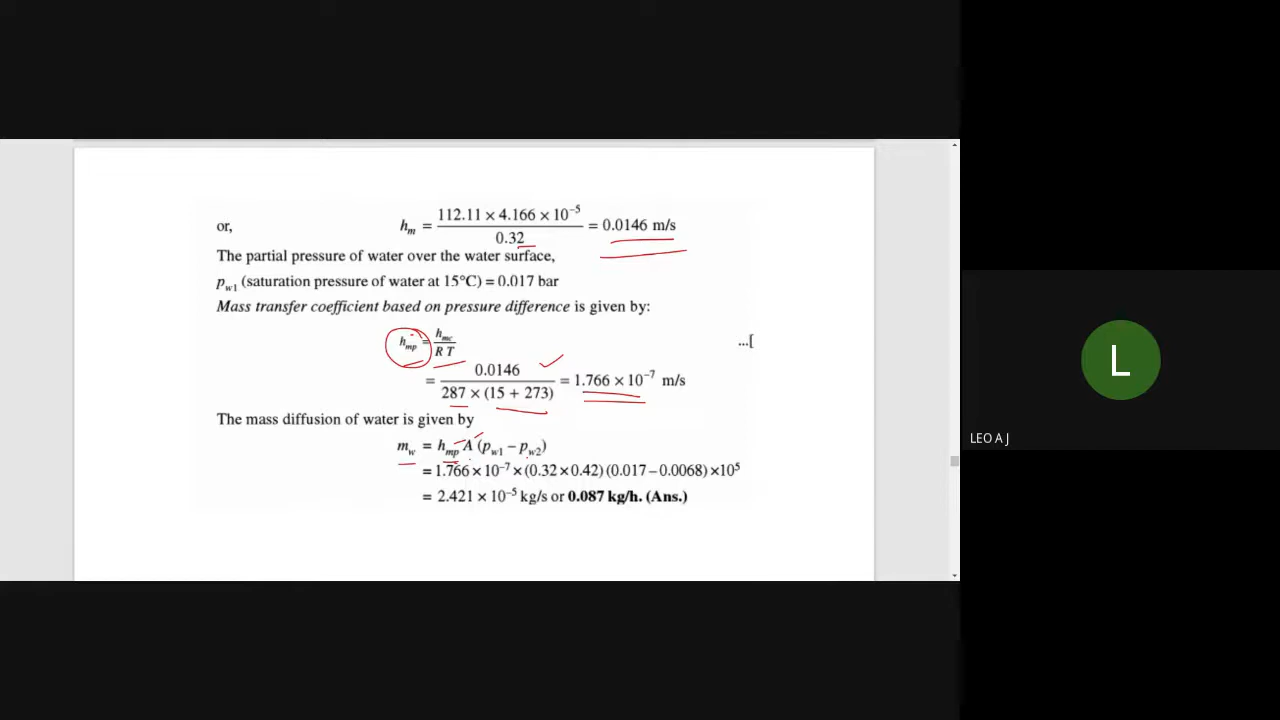 or, hₘ = 112.11 × 4.166 × 10⁻⁵ / 0.32 = 0.0146 m/s
The partial pressure of water over the water surface,
p_w1 (saturation pressure of water at 15°C) = 0.017 bar
Mass transfer coefficient based on pressure difference is given by:
h_mp = h_mc / R T ...[
= 0.0146 / 287 × (15 + 273) = 1.766 × 10⁻⁷ m/s
The mass diffusion of water is given by
m_w = h_mp A (p_w1 – p_w2)
= 1.766 × 10⁻⁷ × (0.32 × 0.42) (0.017 – 0.0068) × 10⁵
= 2.421 × 10⁻⁵ kg/s or 0.087 kg/h. (Ans.)
L
LEO A J